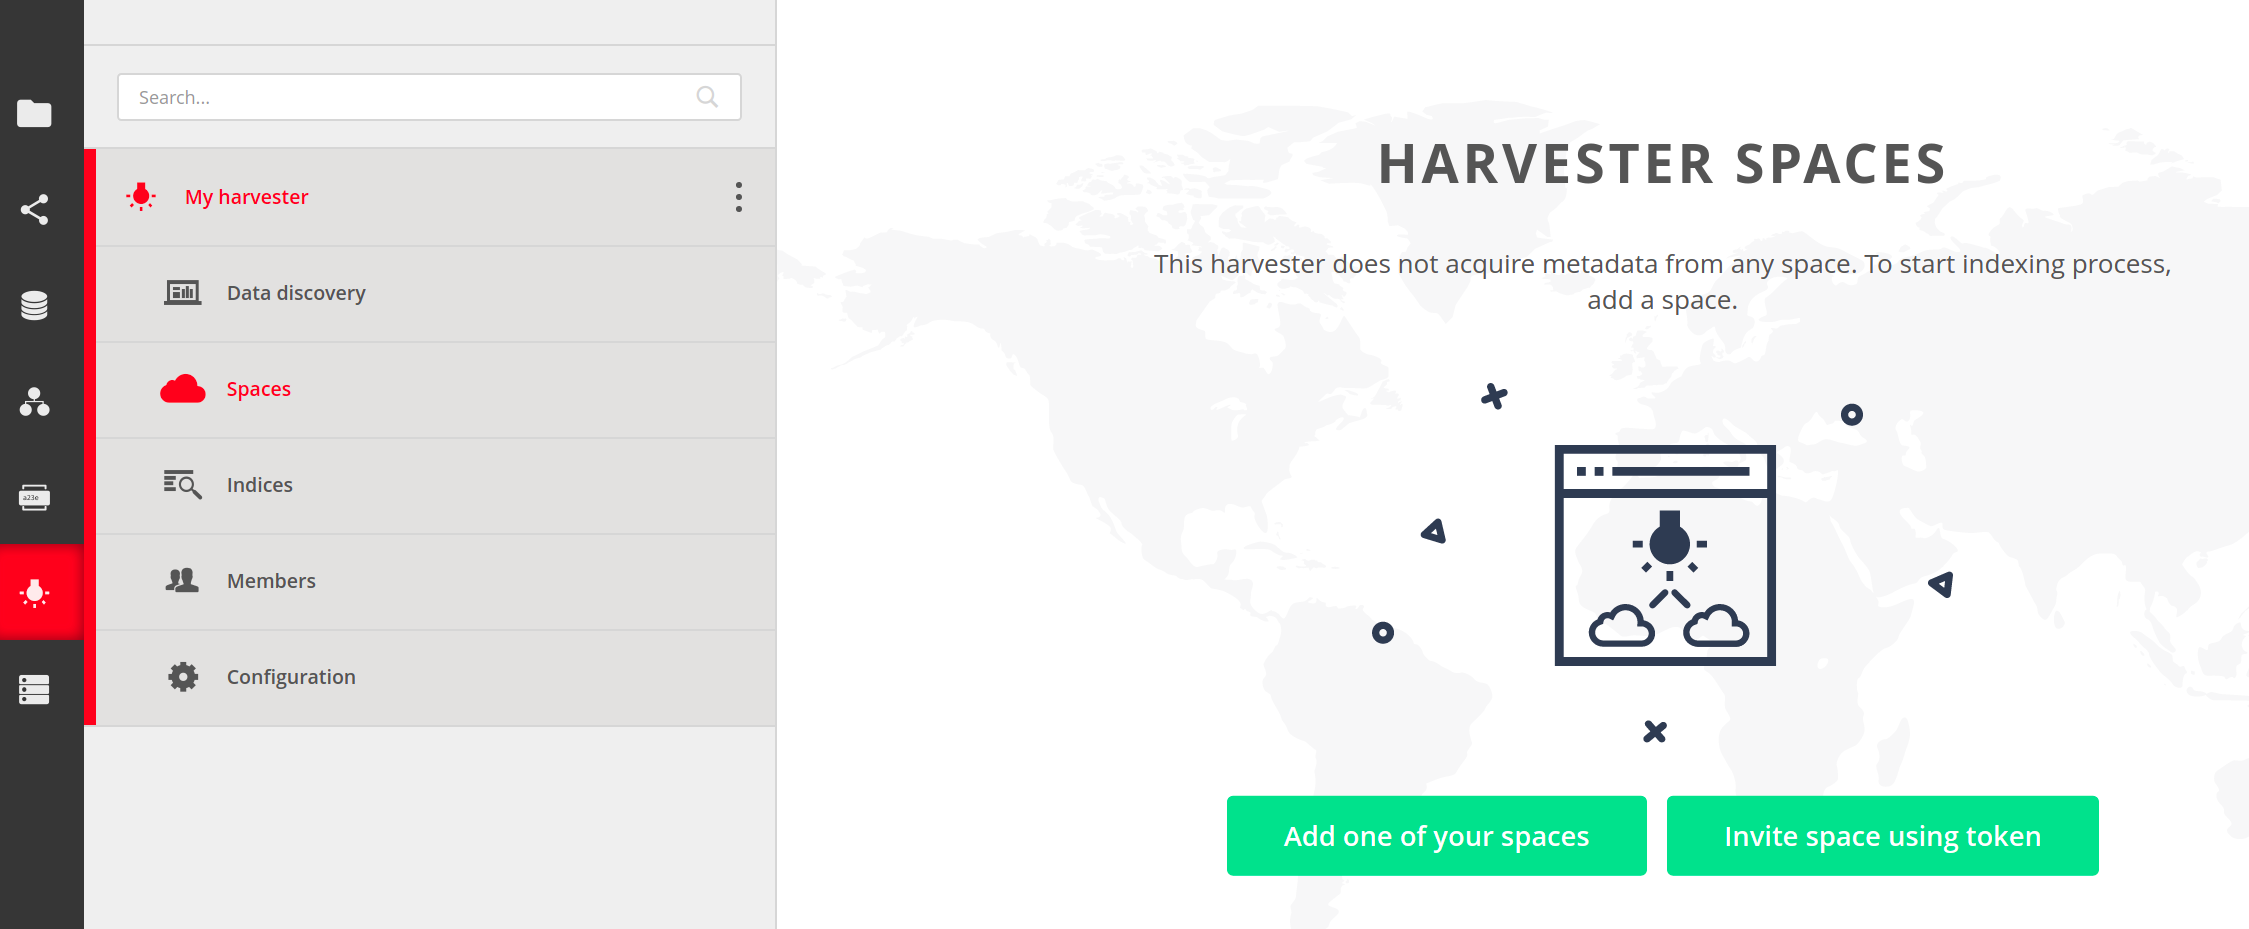 Search...
My harvester
Data discovery
Spaces
Indices
Members
Configuration
a23e
HARVESTER SPACES
This harvester does not acquire metadata from any space. To start indexing process,
add a space.
Add one of your spaces
Invite space using token